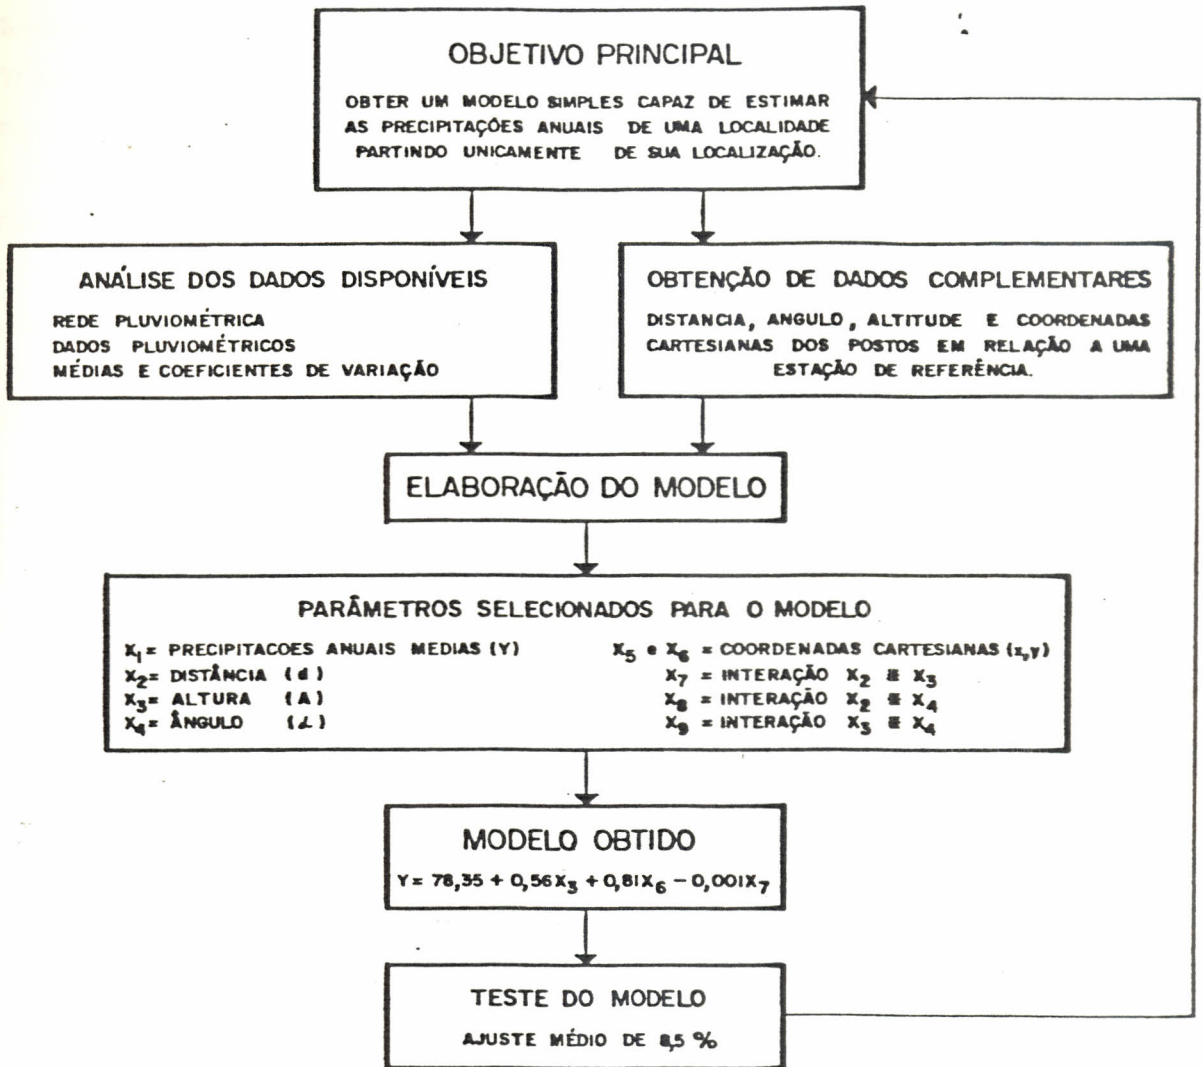 OBJETIVO PRINCIPAL
OBTER UM MODELO SIMPLES CAPAZ DE ESTIMAR
AS PRECIPITAÇÕES ANUAIS DE UMA LOCALIDADE
PARTINDO UNICAMENTE DE SUA LOCALIZAÇÃO.
ANÁLISE DOS DADOS DISPONÍVEIS
REDE PLUVIOMÉTRICA
DADOS PLUVIOMÉTRICOS
MÉDIAS E COEFICIENTES DE VARIAÇÃO
OBTENÇÃO DE DADOS COMPLEMENTARES
DISTANCIA, ANGULO, ALTITUDE E COORDENADAS
CARTESIANAS DOS POSTOS EM RELAÇÃO A UMA
ESTAÇÃO DE REFERÊNCIA.
ELABORAÇÃO DO MODELO
PARÂMETROS SELECIONADOS PARA O MODELO
X₁ = PRECIPITACOES ANUAIS MEDIAS (Y)
X₂ = DISTÂNCIA (d)
X₃ = ALTURA (A)
X₄ = ÂNGULO (∠)
X₅ e X₆ = COORDENADAS CARTESIANAS (x,y)
X₇ = INTERAÇÃO X₂ * X₃
X₈ = INTERAÇÃO X₂ * X₄
X₉ = INTERAÇÃO X₃ * X₄
MODELO OBTIDO
Y = 78,35 + 0,56X₃ + 0,81X₆ – 0,001X₇
TESTE DO MODELO
AJUSTE MÉDIO DE 8,5 %